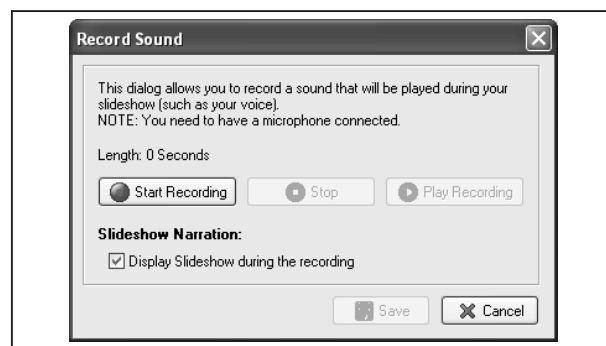 Record Sound
This dialog allows you to record a sound that will be played during your
slideshow (such as your voice).
NOTE: You need to have a microphone connected.
Length: 0 Seconds
Start Recording Stop Play Recording
Slideshow Narration:
Display Slideshow during the recording
Save Cancel